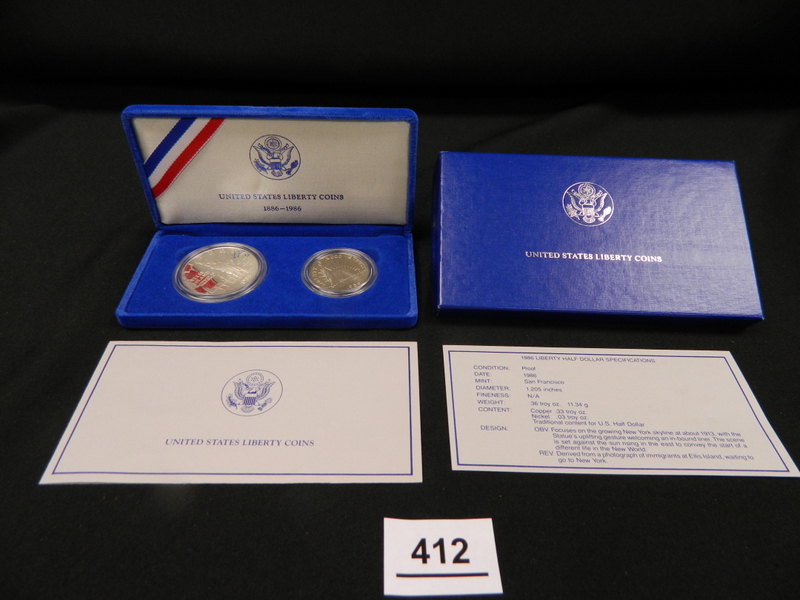 UNITED STATES LIBERTY COINS
1886-1986
UNITED STATES LIBERTY COINS
UNITED STATES LIBERTY COINS
1986 LIBERTY HALF DOLLAR SPECIFICATIONS
CONDITION: Proof
DATE: 1986
MINT: San Francisco
DIAMETER: 1.205 inches
FINENESS: N/A
WEIGHT: .36 troy oz. 11.34 g
CONTENT: Copper .33 troy oz.
Nickel .03 troy oz.
Traditional content for U.S. Half Dollar
DESIGN: OBV. Focuses on the growing New York skyline at about 1913, with the
Statue's uplifting gesture welcoming an in-bound liner. The scene
is set against the sun rising in the east to convey the start of a
different life in the New World.
REV. Derived from a photograph of immigrants at Ellis Island, waiting to
go to New York.
412